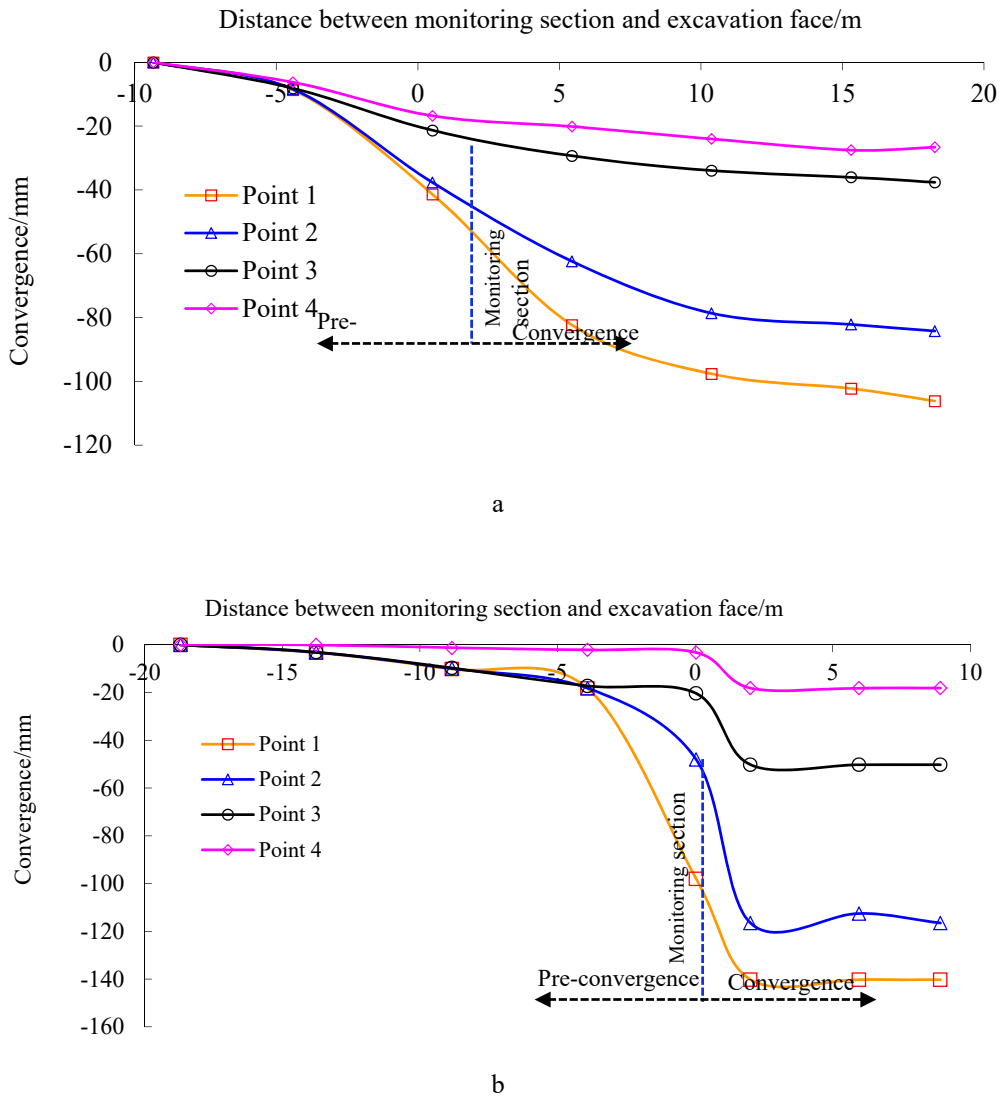 Distance between monitoring section and excavation face/m
0
-10
-5
0
5
10
15
20
-20
-40
-60
-80
-100
-120
Convergence/mm
Point 1
Point 2
Point 3
Point 4
Monitoring
section
Pre-
Convergence
a
Distance between monitoring section and excavation face/m
0
-20
-15
-10
-5
0
5
10
-20
-40
-60
-80
-100
-120
-140
-160
Convergence/mm
Point 1
Point 2
Point 3
Point 4
Monitoring section
Pre-convergence
Convergence
b